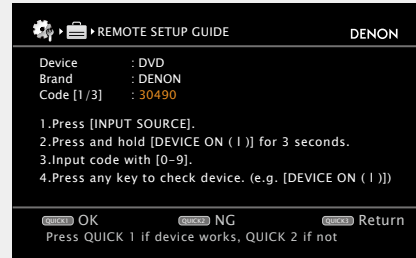 REMOTE SETUP GUIDE DENON
Device : DVD
Brand : DENON
Code [1/3] : 30490
1.Press [INPUT SOURCE].
2.Press and hold [DEVICE ON ( I )] for 3 seconds.
3.Input code with [0–9].
4.Press any key to check device. (e.g. [DEVICE ON ( I )])
QUICK1 OK QUICK2 NG QUICK3 Return
Press QUICK 1 if device works, QUICK 2 if not